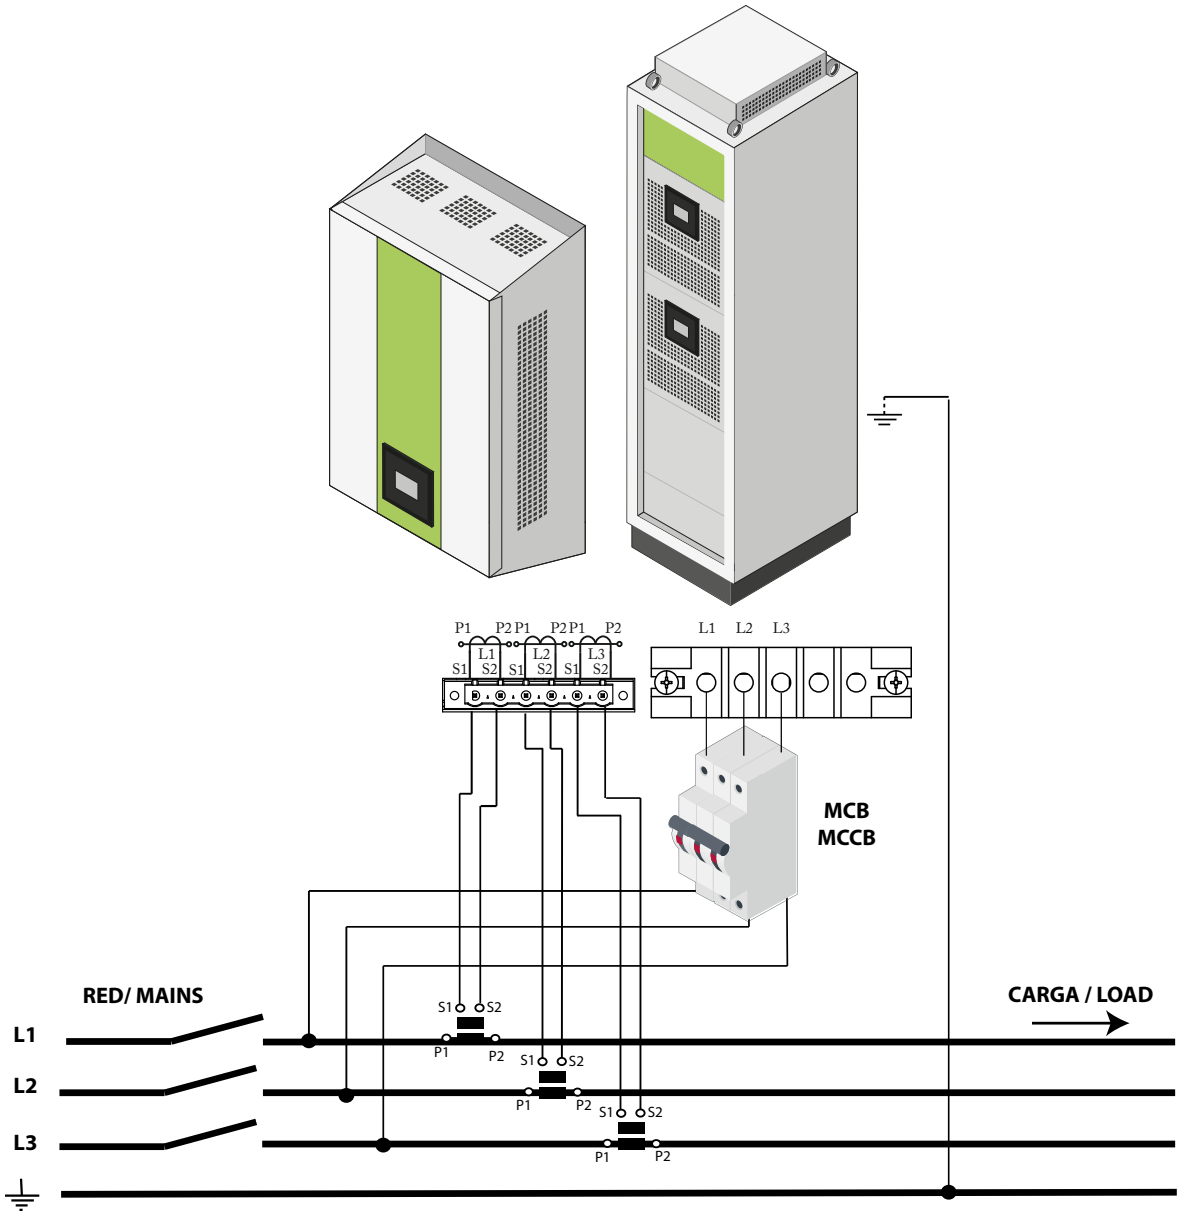 P1 P2 P1 P2 P1 P2
L1 L2 L3
S1 S2 S1 S2 S1 S2
L1 L2 L3
MCB
MCCB
RED/ MAINS
CARGA / LOAD
S1 S2
L1
P1 P2
S1 S2
L2
P1 P2
S1 S2
L3
P1 P2